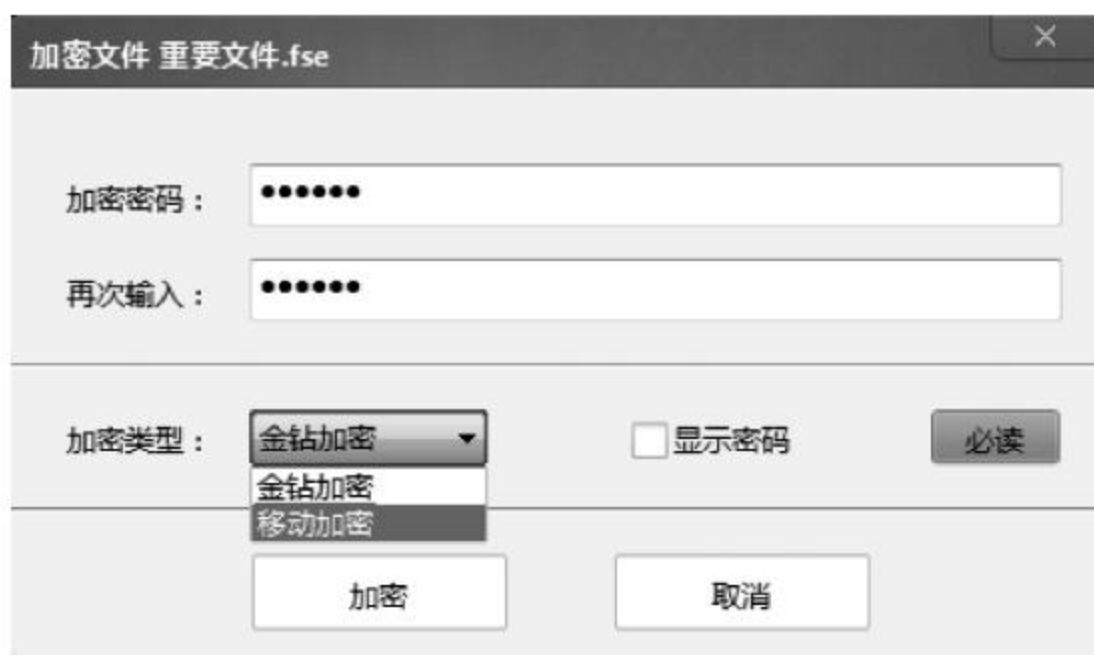 加密文件 重要文件.fse
加密密码：
••••••
再次输入：
••••••
加密类型： 金钻加密 显示密码 必读
金钻加密
移动加密
加密 取消